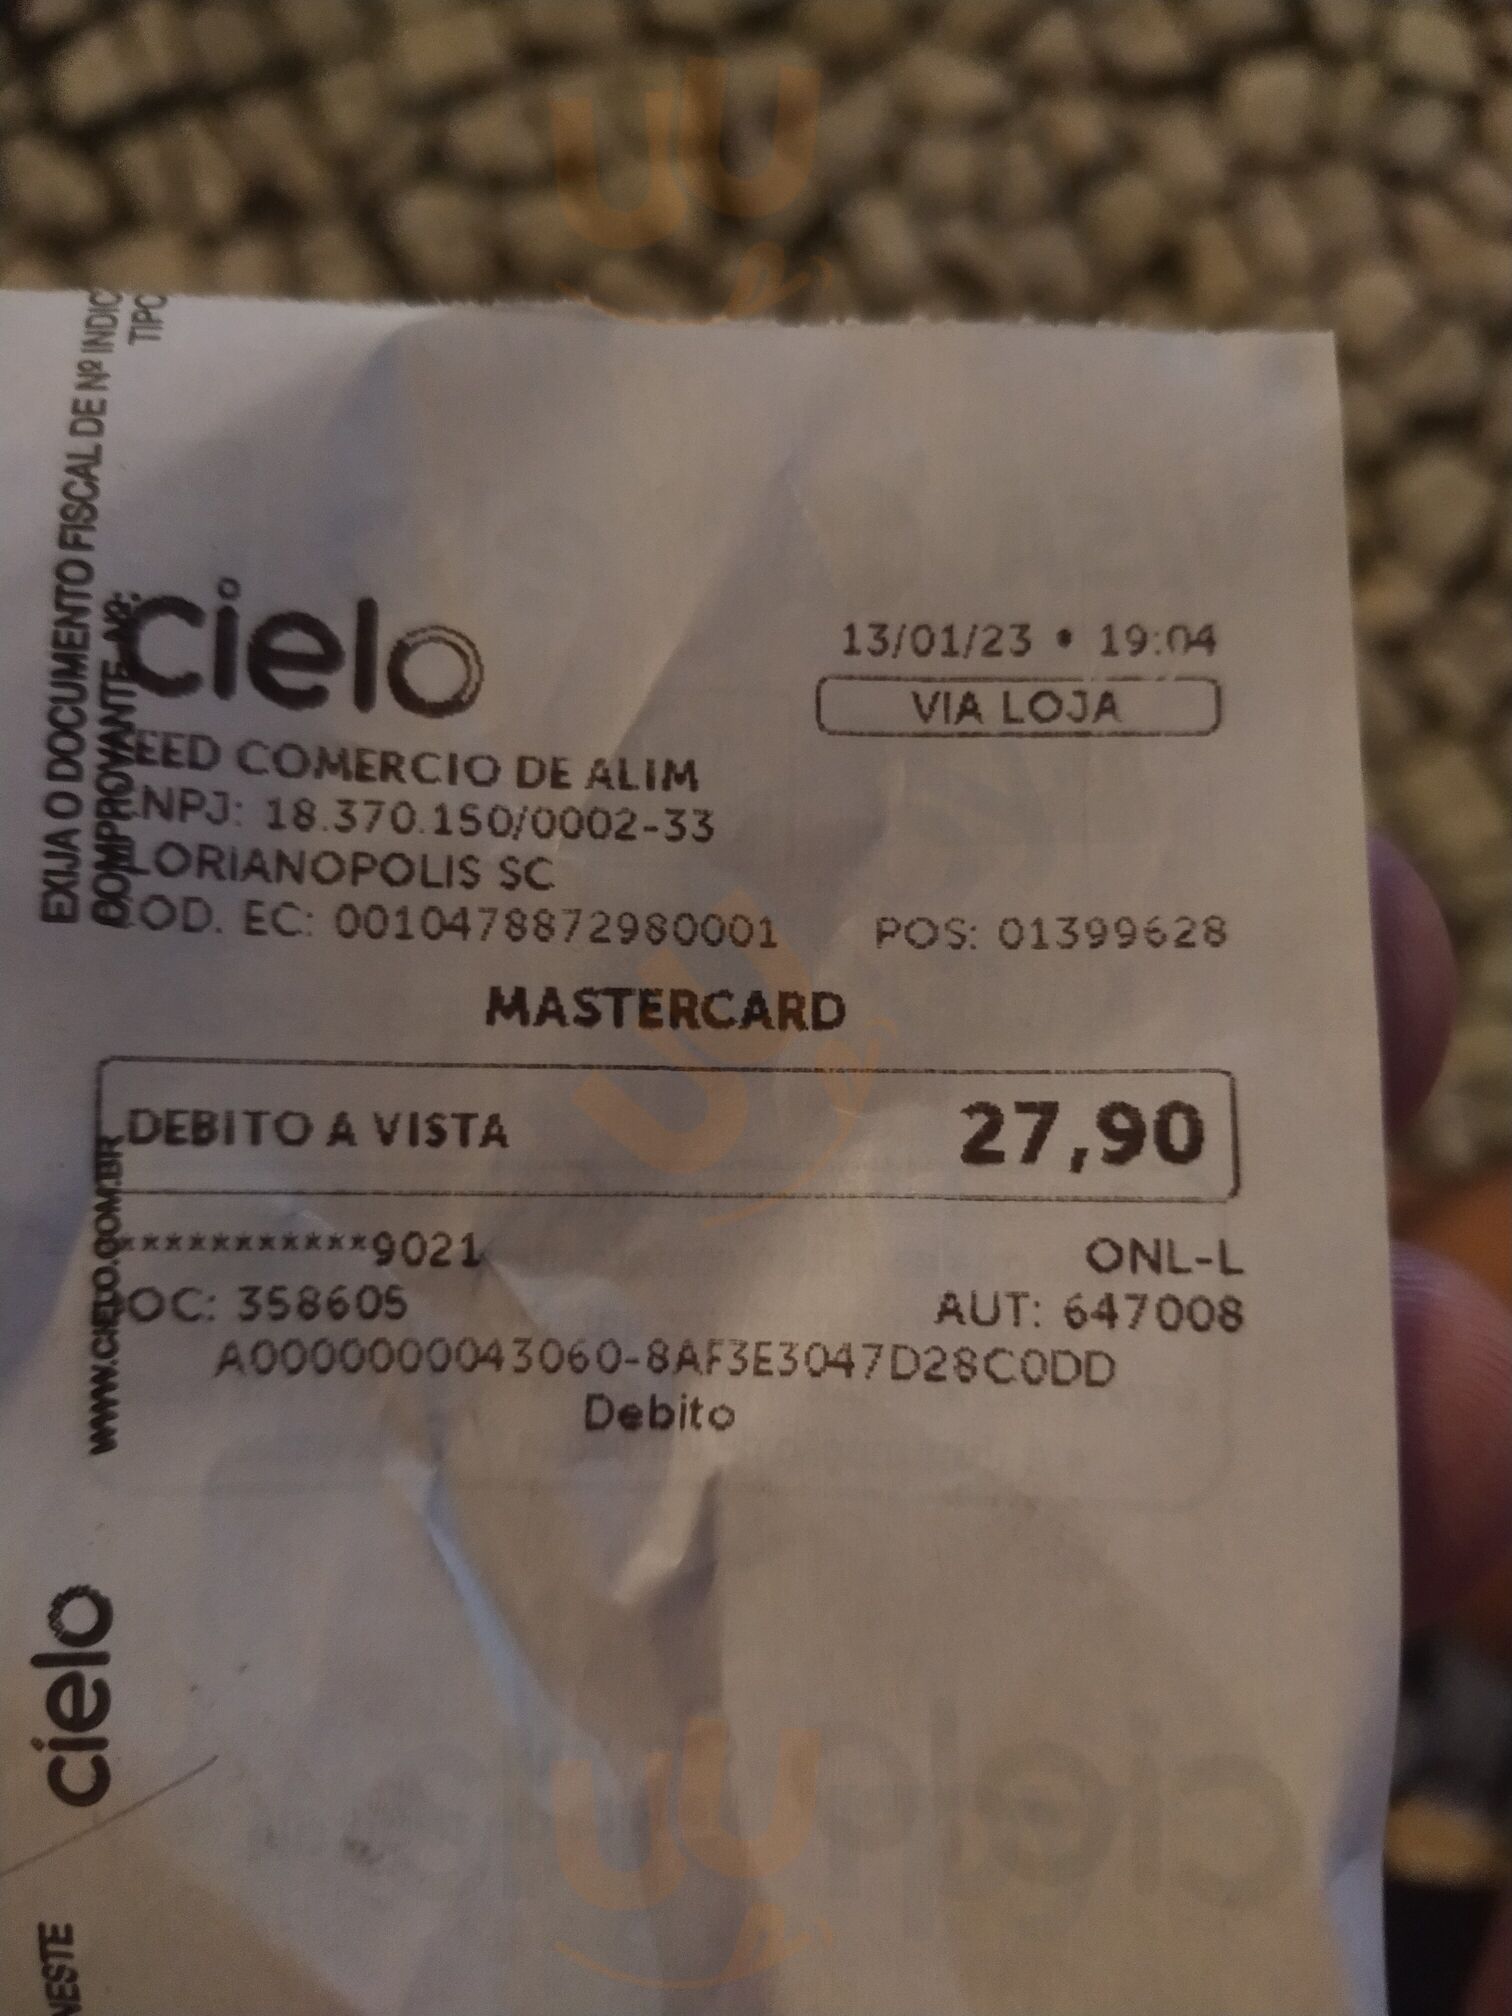 EXIJA O DOCUMENTO FISCAL DE Nº INDIC
COMPROVANTE Nº:
TIPO
cielo
13/01/23 • 19:04
VIA LOJA
EED COMERCIO DE ALIM
NPJ: 18.370.150/0002-33
LORIANOPOLIS SC
OD. EC: 0010478872980001 POS: 01399628
MASTERCARD
DEBITO A VISTA 27,90
************9021 ONL-L
OC: 358605 AUT: 647008
A0000000043060-8AF3E3047D28C0DD
Debito
WWW.CIELO.COM.BR
cielo
NESTE